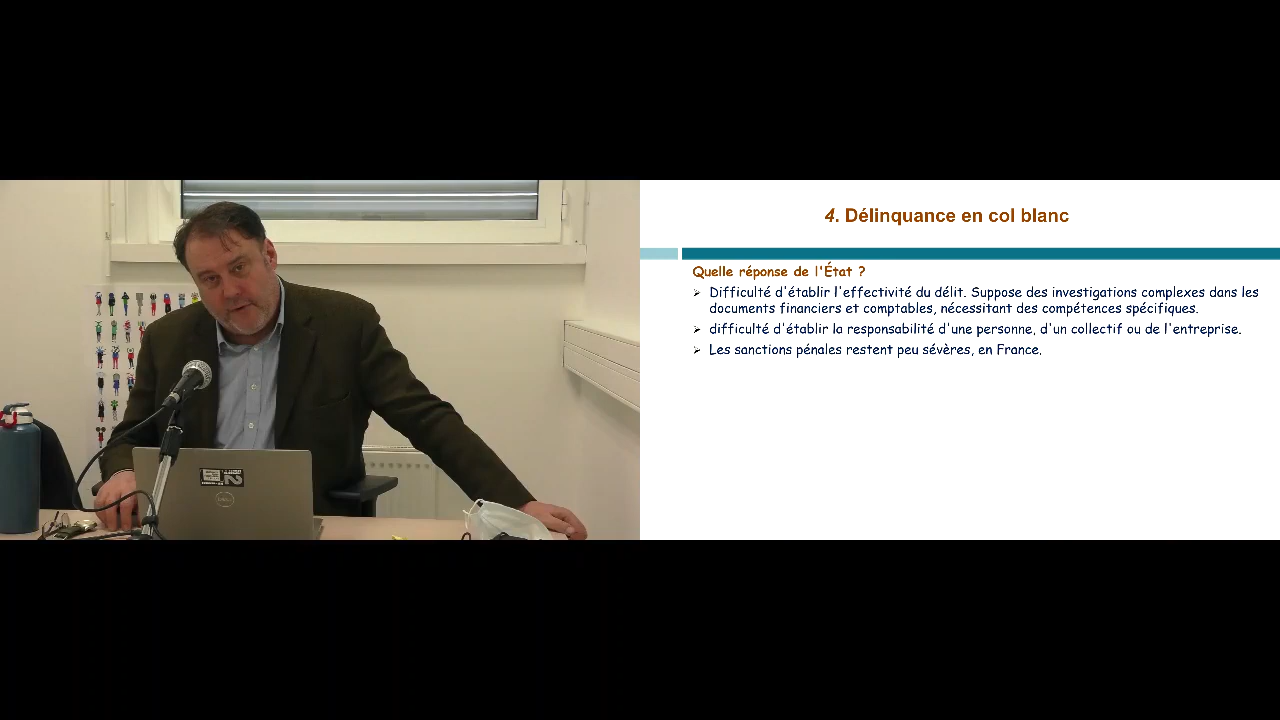 4. Délinquance en col blanc
Quelle réponse de l'État ?
➢ Difficulté d'établir l'effectivité du délit. Suppose des investigations complexes dans les
documents financiers et comptables, nécessitant des compétences spécifiques.
➢ difficulté d'établir la responsabilité d'une personne, d'un collectif ou de l'entreprise.
➢ Les sanctions pénales restent peu sévères, en France.
DELL